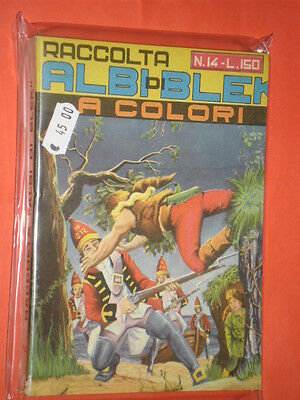 RACCOLTA
N.14-L.150
ALBI DI BLEK
A COLORI
45 00